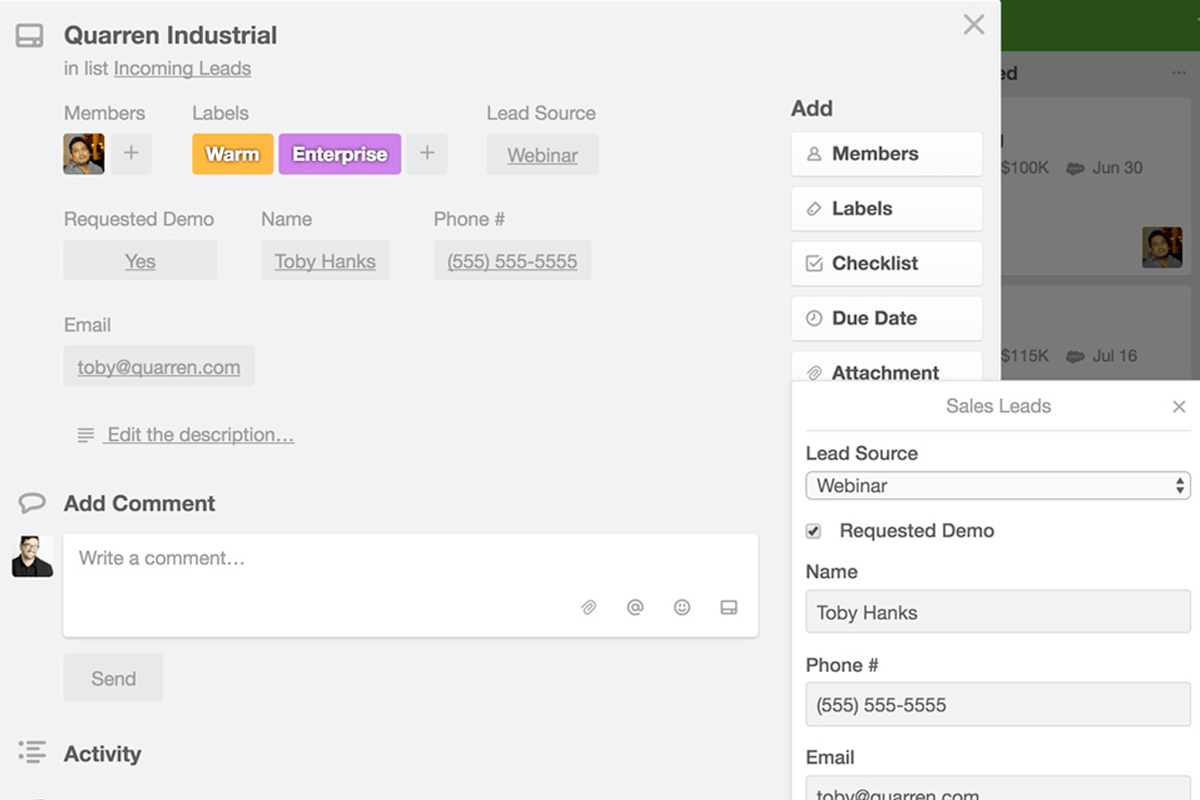 Quarren Industrial
in list Incoming Leads
Members
Labels
Lead Source
+
Warm
Enterprise
+
Webinar
Requested Demo
Name
Phone #
Yes
Toby Hanks
(555) 555-5555
Email
toby@quarren.com
Edit the description…
Add Comment
Write a comment…
@
Send
Activity
Add
Members
Labels
Checklist
Due Date
Attachment
Sales Leads
Lead Source
Webinar
Requested Demo
Name
Toby Hanks
Phone #
(555) 555-5555
Email
toby@quarren.com
ed
$100K
Jun 30
$115K
Jul 16